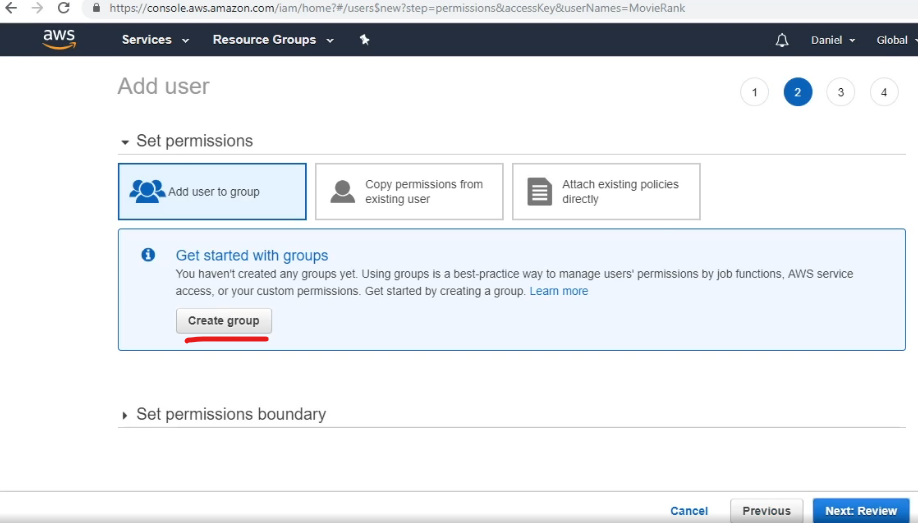 https://console.aws.amazon.com/iam/home?#/users$new?step=permissions&accessKey&userNames=MovieRank
aws
Services
Resource Groups
Daniel
Global
Add user
1
2
3
4
Set permissions
Add user to group
Copy permissions from
existing user
Attach existing policies
directly
Get started with groups
You haven't created any groups yet. Using groups is a best-practice way to manage users' permissions by job functions, AWS service
access, or your custom permissions. Get started by creating a group. Learn more
Create group
Set permissions boundary
Cancel
Previous
Next: Review